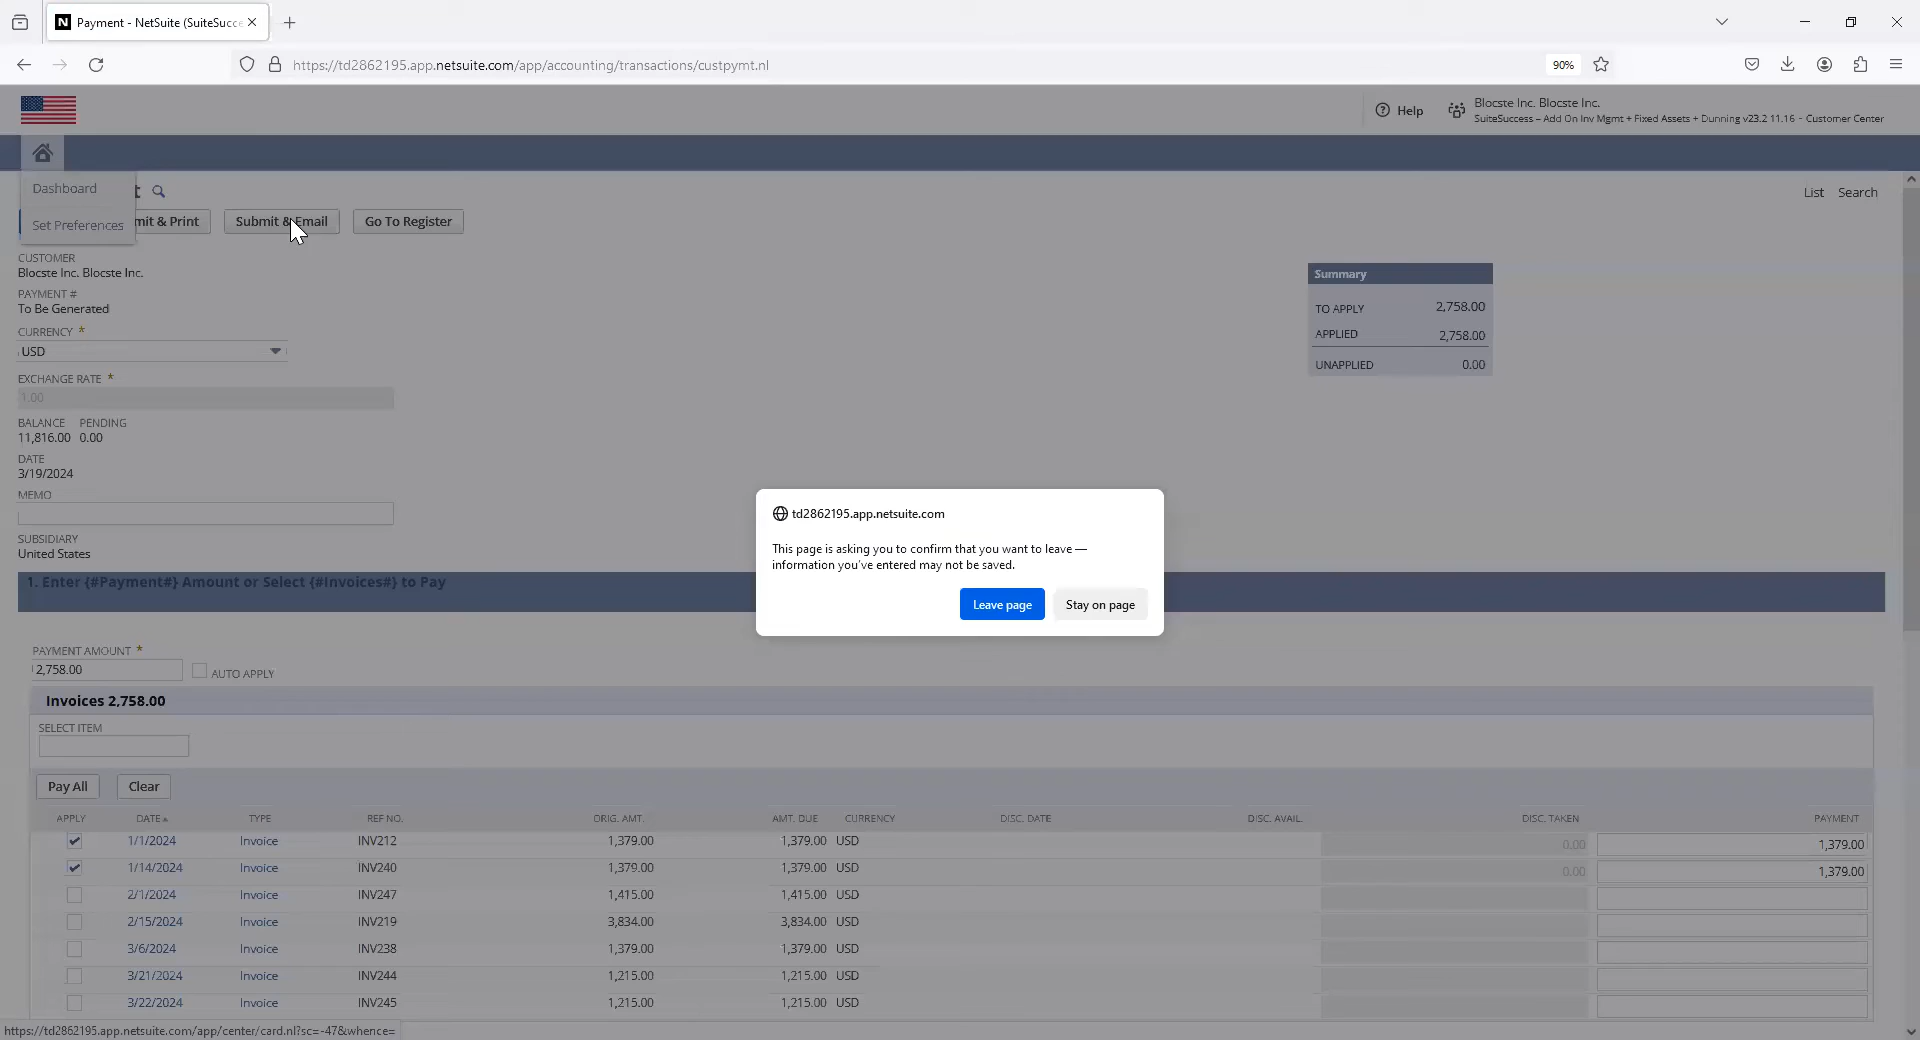 Payment - NetSuite (SuiteSucce
https://td2862195.app.netsuite.com/app/accounting/transactions/custpymt.nl
90%
Help
Blocste Inc. Blocste Inc.
SuiteSuccess – Add On Inv Mgmt + Fixed Assets + Dunning v23.2 11.16 - Customer Center
Dashboard
Set Preferences
t
List
Search
mit & Print
Submit & Email
Go To Register
CUSTOMER
Blocste Inc. Blocste Inc.
PAYMENT #
To Be Generated
CURRENCY *
USD
EXCHANGE RATE *
1.00
BALANCE PENDING
11,816.00 0.00
DATE
3/19/2024
MEMO
SUBSIDIARY
United States
Summary
TO APPLY 2,758.00
APPLIED 2,758.00
UNAPPLIED 0.00
td2862195.app.netsuite.com
This page is asking you to confirm that you want to leave —
information you've entered may not be saved.
Leave page
Stay on page
1. Enter {#Payment#} Amount or Select {#Invoices#} to Pay
PAYMENT AMOUNT *
2,758.00
AUTO APPLY
Invoices 2,758.00
SELECT ITEM
Pay All
Clear
APPLY DATE TYPE REF NO. ORIG. AMT. AMT. DUE CURRENCY DISC. DATE DISC. AVAIL. DISC. TAKEN PAYMENT
1/1/2024 Invoice INV212 1,379.00 1,379.00 USD 0.00 1,379.00
1/14/2024 Invoice INV240 1,379.00 1,379.00 USD 0.00 1,379.00
2/1/2024 Invoice INV247 1,415.00 1,415.00 USD
2/15/2024 Invoice INV219 3,834.00 3,834.00 USD
3/6/2024 Invoice INV238 1,379.00 1,379.00 USD
3/21/2024 Invoice INV244 1,215.00 1,215.00 USD
3/22/2024 Invoice INV245 1,215.00 1,215.00 USD
https://td2862195.app.netsuite.com/app/center/card.nl?sc=-47&whence=